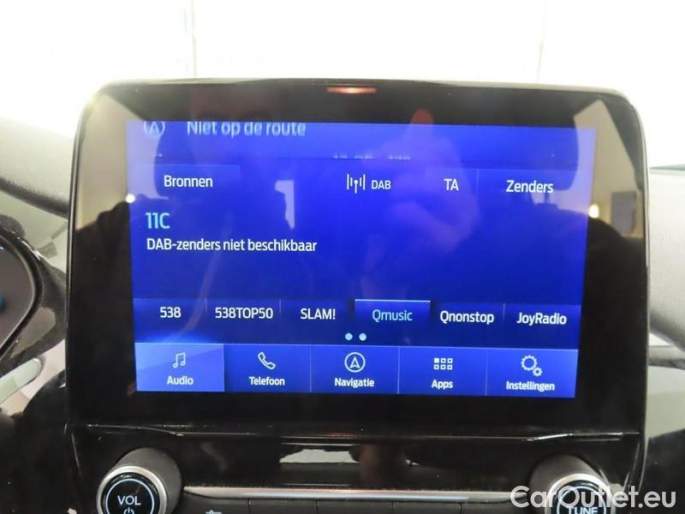 Niet op de route
Bronnen DAB TA Zenders
11C
DAB-zenders niet beschikbaar
538 538TOP50 SLAM! Qmusic Qnonstop JoyRadio
Audio Telefoon Navigatie Apps Instellingen
VOL TUNE
CarOutlet.eu